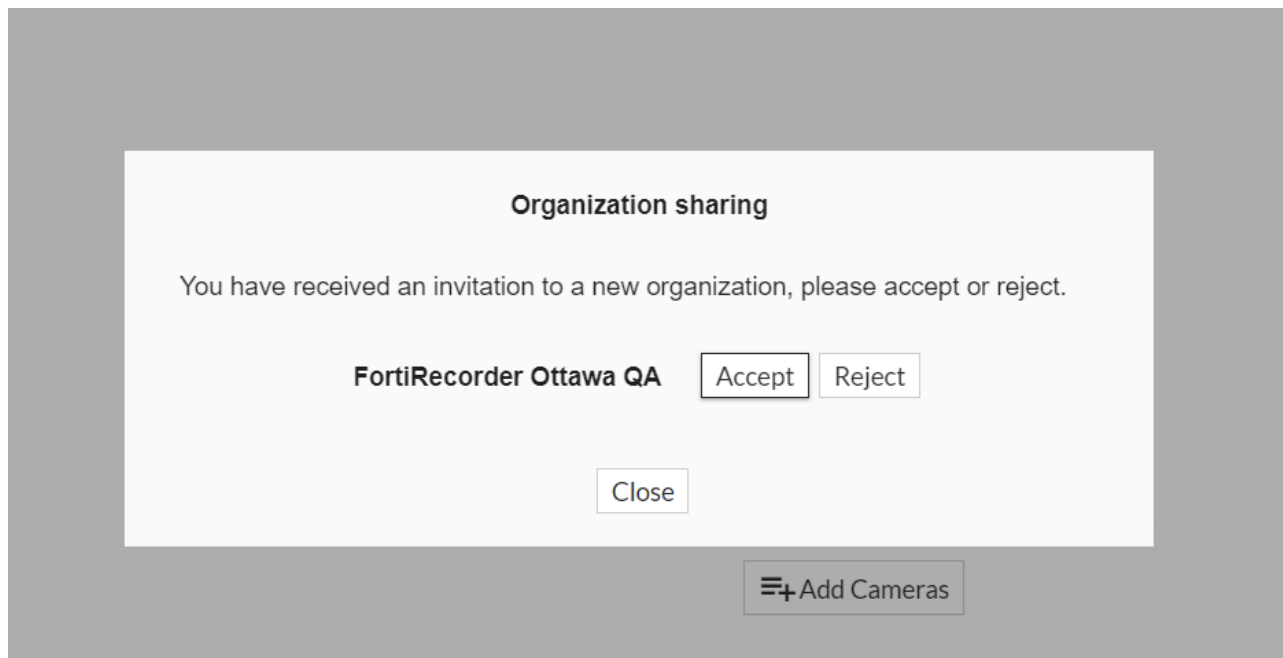 Organization sharing
You have received an invitation to a new organization, please accept or reject.
FortiRecorder Ottawa QA Accept Reject
Close
Add Cameras